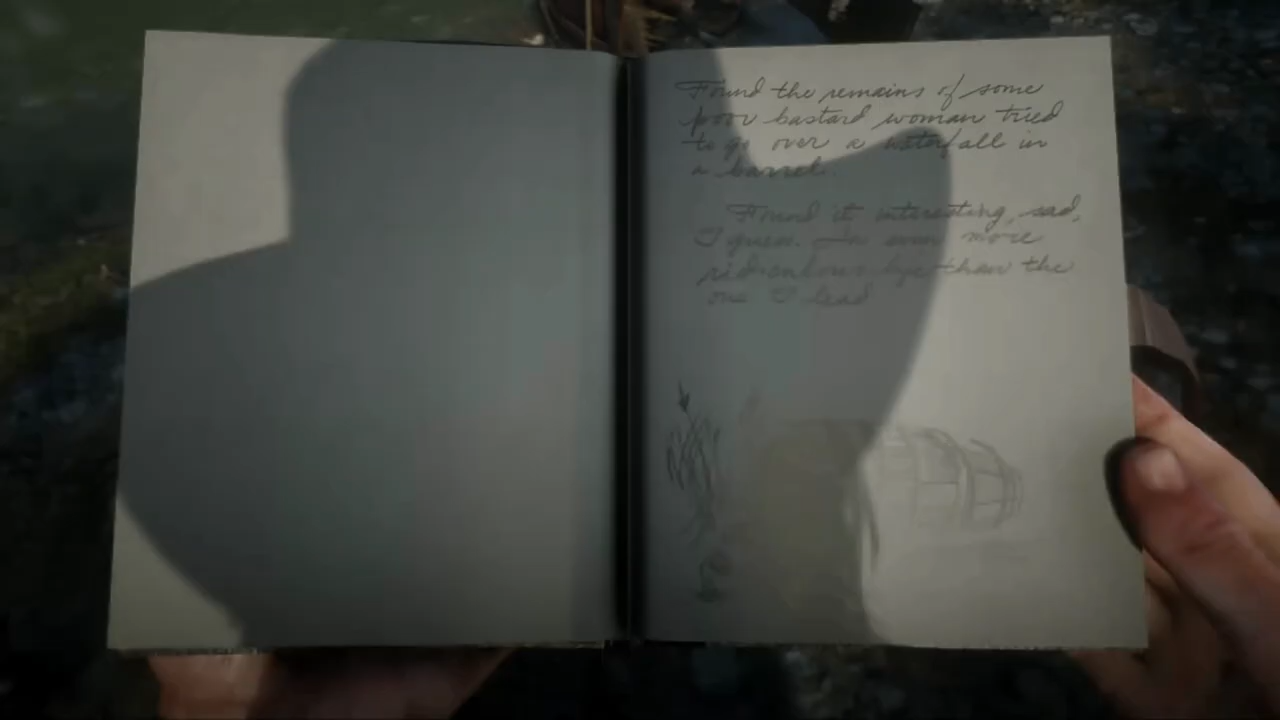 Found the remains of some
poor bastard woman tried
to go over a waterfall in
a barrel.
Found it interesting, sad,
I guess. An even more
ridiculous life than the
one I lead